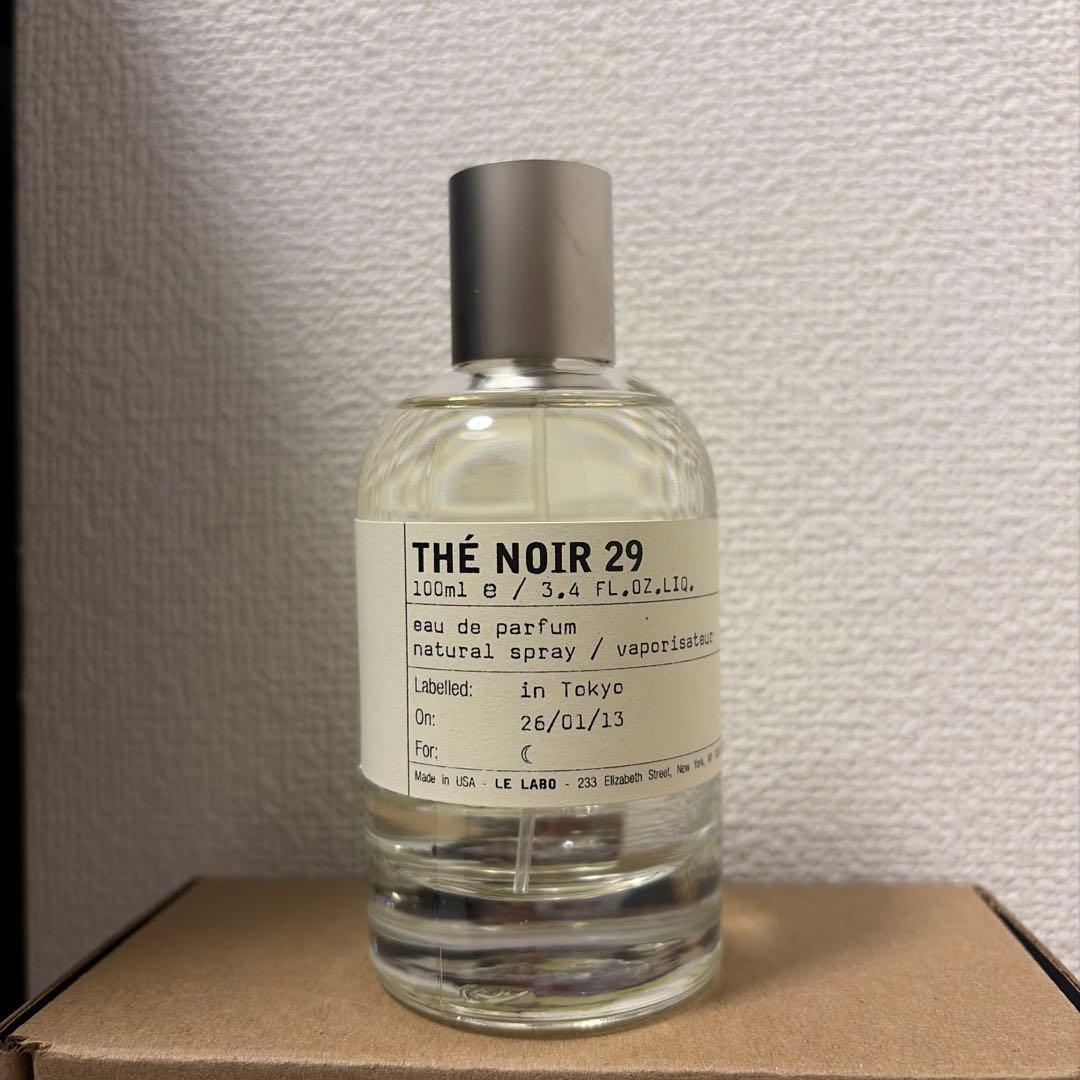 THÉ NOIR 29
100ml e / 3.4 FL.OZ.LIQ.
eau de parfum
natural spray / vaporisateur
Labelled: in Tokyo
On: 26/01/13
For: ☾
Made in USA - LE LABO - 233 Elizabeth Street, New York,